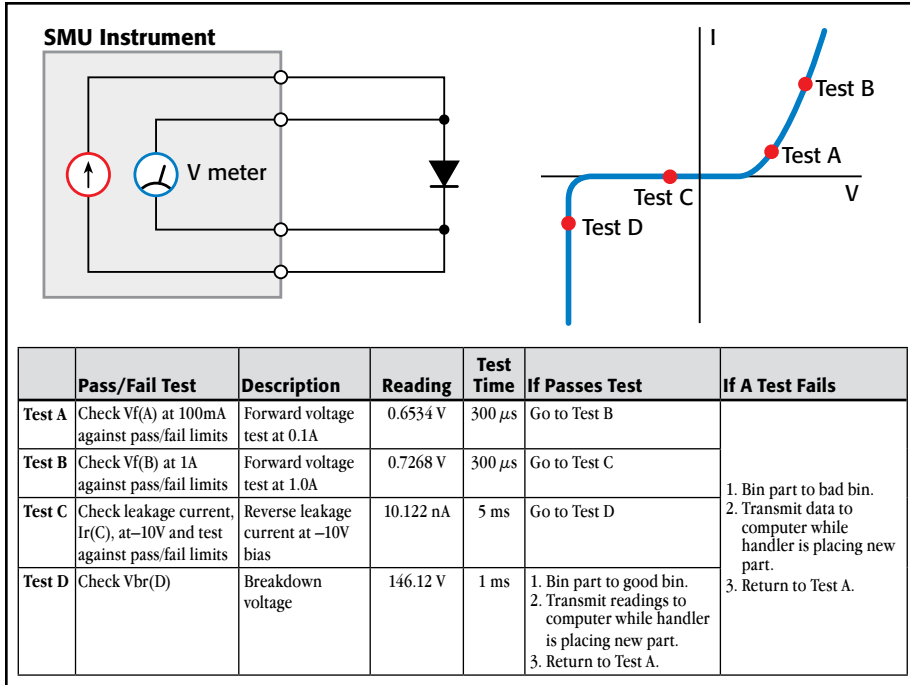 SMU Instrument
V meter
I
Test B
Test A
V
Test C
Test D
Pass/Fail Test
Description
Reading
Test
Time
If Passes Test
If A Test Fails
Test A
Check Vf(A) at 100mA
against pass/fail limits
Forward voltage
test at 0.1A
0.6534 V
300 μs
Go to Test B
Test B
Check Vf(B) at 1A
against pass/fail limits
Forward voltage
test at 1.0A
0.7268 V
300 μs
Go to Test C
Test C
Check leakage current,
Ir(C), at–10V and test
against pass/fail limits
Reverse leakage
current at –10V
bias
10.122 nA
5 ms
Go to Test D
Test D
Check Vbr(D)
Breakdown
voltage
146.12 V
1 ms
1. Bin part to good bin.
2. Transmit readings to
computer while handler
is placing new part.
3. Return to Test A.
1. Bin part to bad bin.
2. Transmit data to
computer while
handler is placing new
part.
3. Return to Test A.